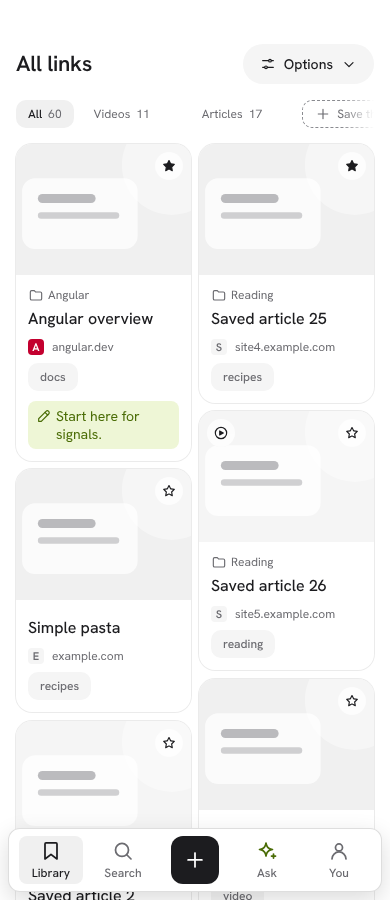 All links
Options
All 60
Videos 11
Articles 17
Save
Angular
Angular overview
A angular.dev
docs
Start here for
signals.
Reading
Saved article 25
S site4.example.com
recipes
Reading
Saved article 26
S site5.example.com
reading
Simple pasta
E example.com
recipes
Saved article 2
video
Library
Search
Ask
You